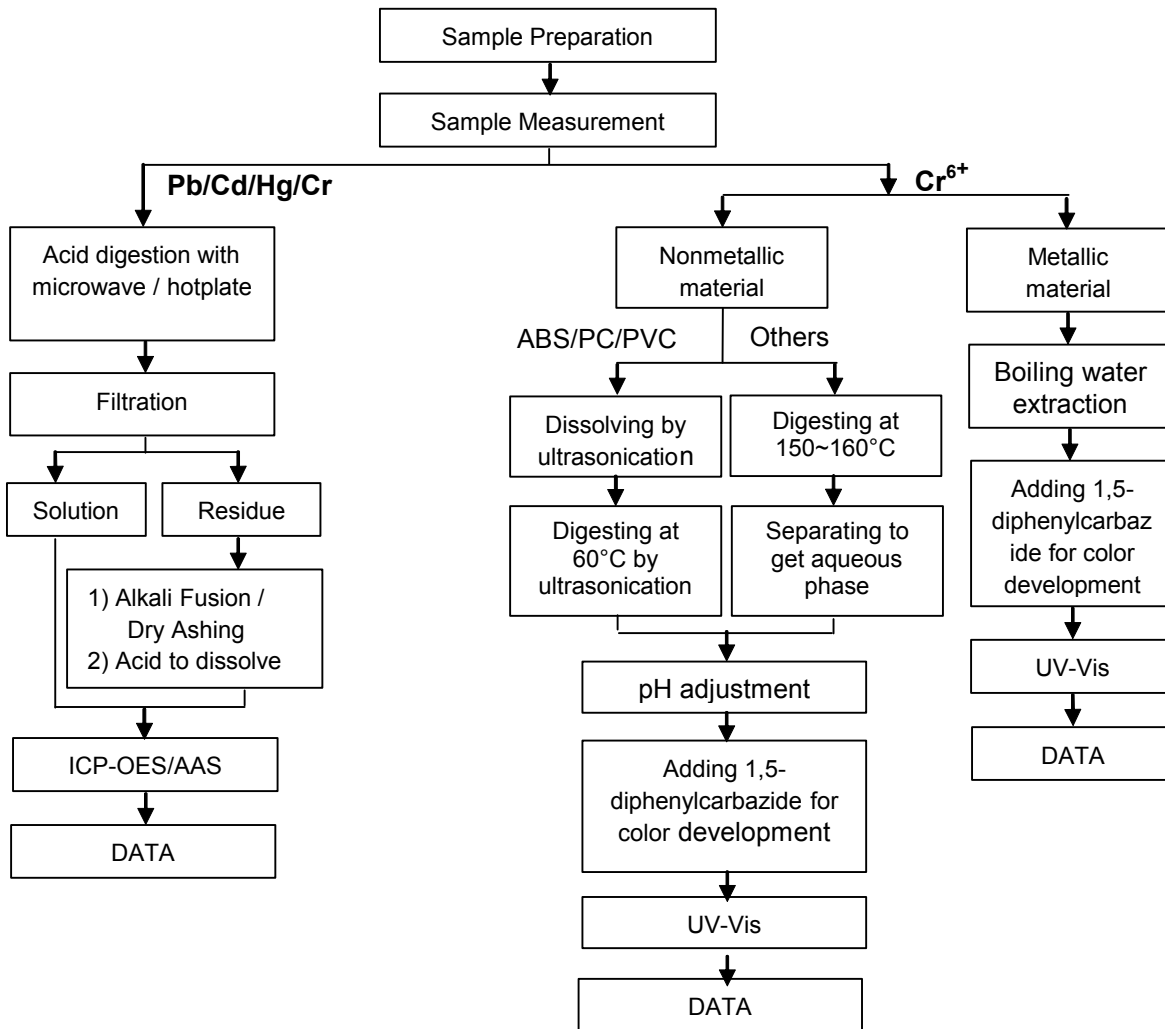 Sample Preparation
Sample Measurement
Pb/Cd/Hg/Cr
Cr⁶⁺
Acid digestion with
microwave / hotplate
Filtration
Solution
Residue
1) Alkali Fusion /
Dry Ashing
2) Acid to dissolve
ICP-OES/AAS
DATA
Nonmetallic
material
ABS/PC/PVC
Others
Dissolving by
ultrasonication
Digesting at
60°C by
ultrasonication
Digesting at
150~160°C
Separating to
get aqueous
phase
pH adjustment
Adding 1,5-
diphenylcarbazide for
color development
UV-Vis
DATA
Metallic
material
Boiling water
extraction
Adding 1,5-
diphenylcarbaz
ide for color
development
UV-Vis
DATA